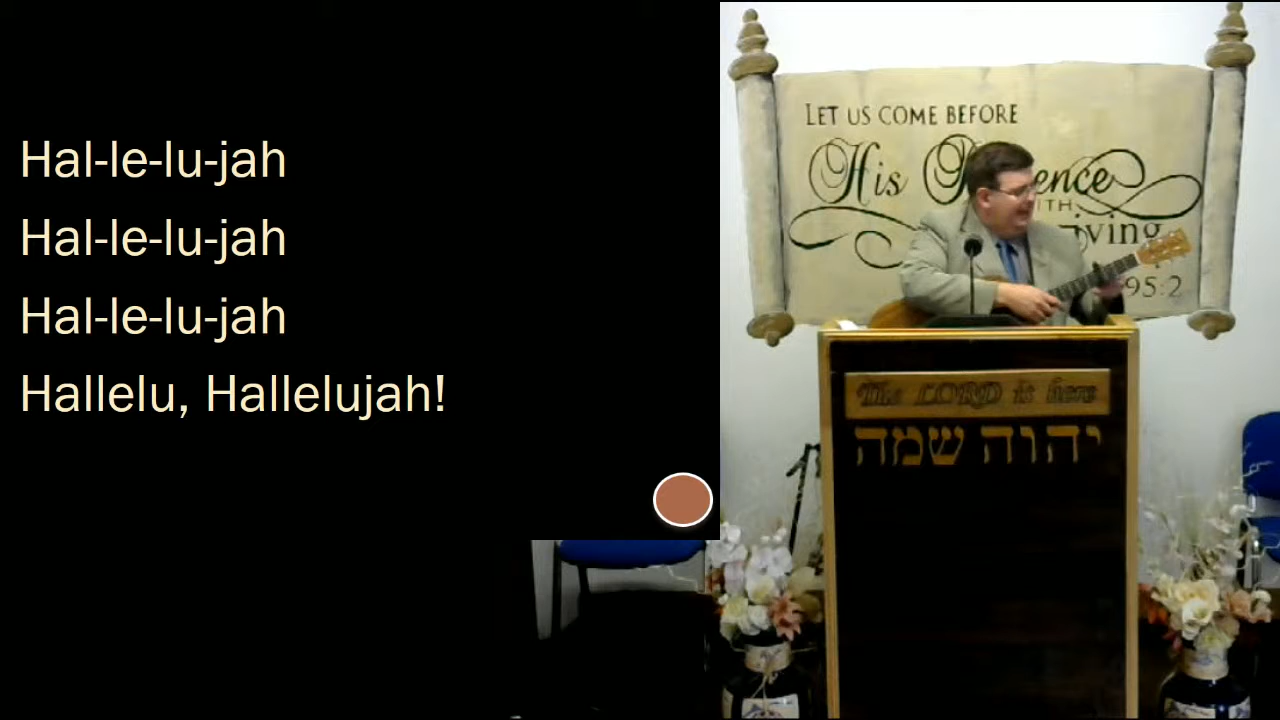 Hal-le-lu-jah
Hal-le-lu-jah
Hal-le-lu-jah
Hallelu, Hallelujah!
LET US COME BEFORE
His
95:2
The LORD is here
יהוה שמה